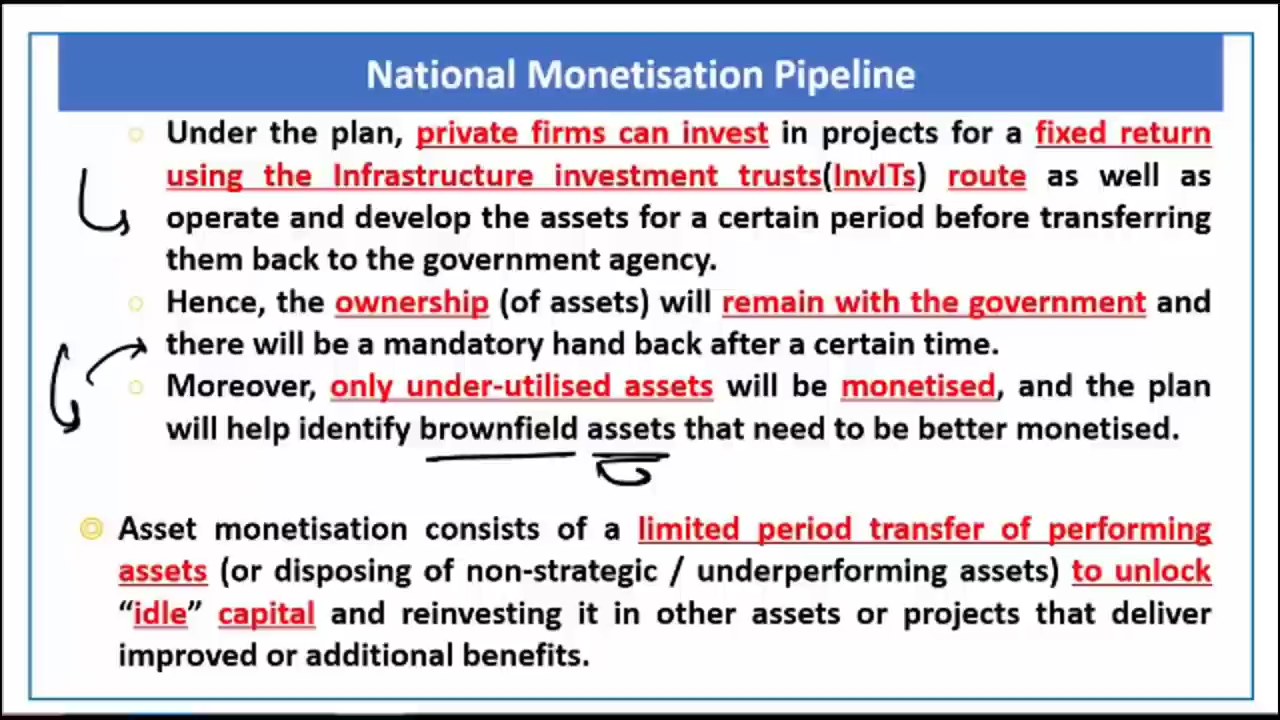 National Monetisation Pipeline
Under the plan, private firms can invest in projects for a fixed return
using the Infrastructure investment trusts(InvITs) route as well as
operate and develop the assets for a certain period before transferring
them back to the government agency.
Hence, the ownership (of assets) will remain with the government and
there will be a mandatory hand back after a certain time.
Moreover, only under-utilised assets will be monetised, and the plan
will help identify brownfield assets that need to be better monetised.
Asset monetisation consists of a limited period transfer of performing
assets (or disposing of non-strategic / underperforming assets) to unlock
“idle” capital and reinvesting it in other assets or projects that deliver
improved or additional benefits.